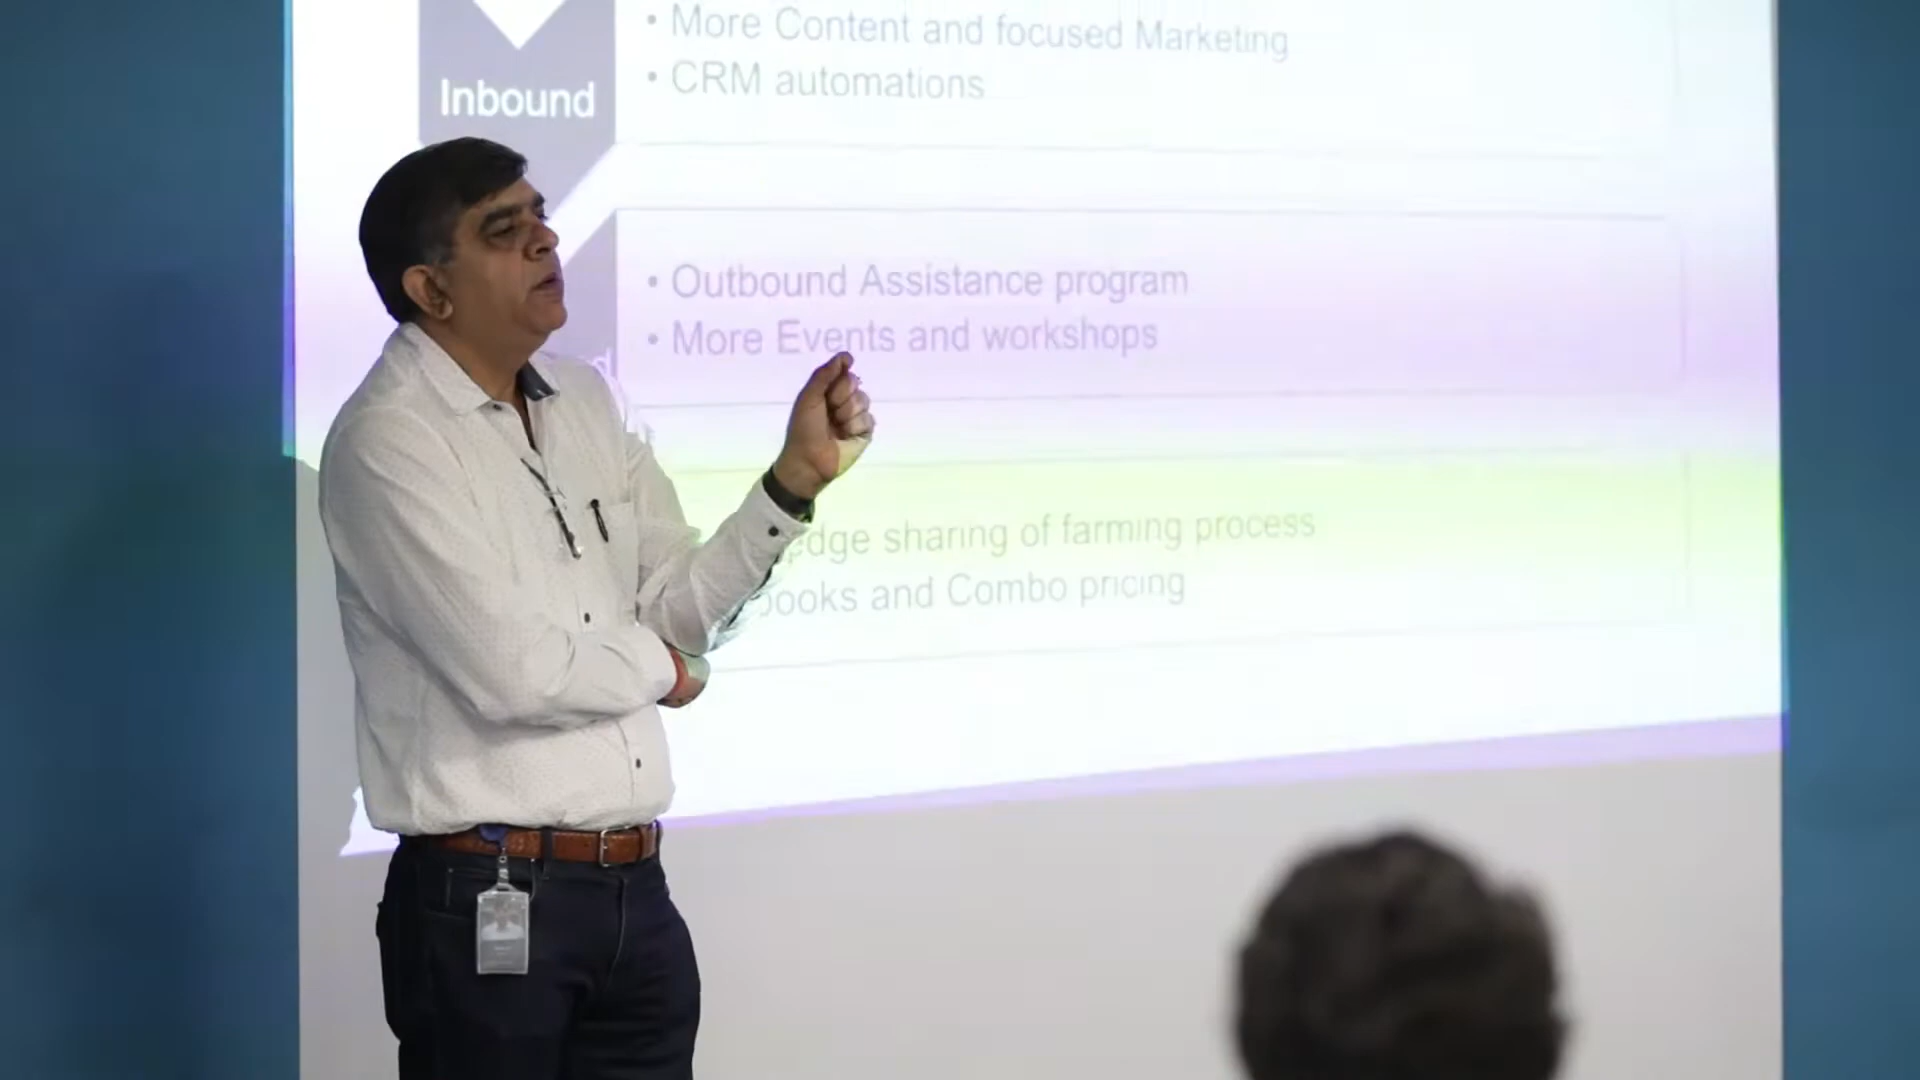 • More Content and focused Marketing
• CRM automations
Inbound
• Outbound Assistance program
• More Events and workshops
sharing of farming process
and Combo pricing